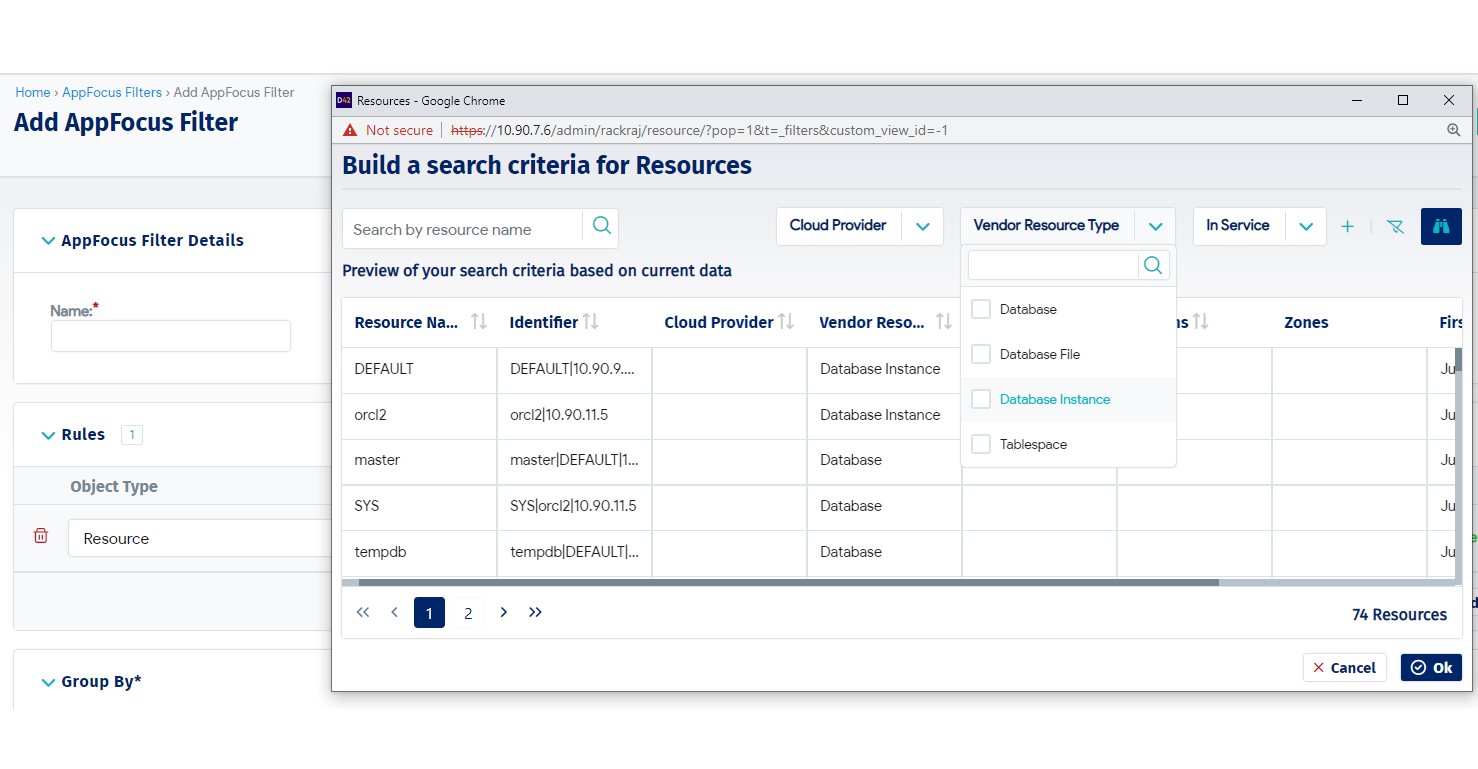 Home › AppFocus Filters › Add AppFocus Filter
Add AppFocus Filter
AppFocus Filter Details
Name:*
Rules 1
Object Type
Resource
Group By*
D42 Resources - Google Chrome
Not secure https://10.90.7.6/admin/rackraj/resource/?pop=1&t=_filters&custom_view_id=-1
Build a search criteria for Resources
Search by resource name Cloud Provider Vendor Resource Type In Service
Preview of your search criteria based on current data
Database
Database File
Database Instance
Tablespace
Resource Na... Identifier Cloud Provider Vendor Reso... ns Zones Firs
DEFAULT DEFAULT|10.90.9.... Database Instance Ju
orcl2 orcl2|10.90.11.5 Database Instance Ju
master master|DEFAULT|1... Database Ju
SYS SYS|orcl2|10.90.11.5 Database Ju
tempdb tempdb|DEFAULT|... Database Ju
1 2 74 Resources
Cancel Ok